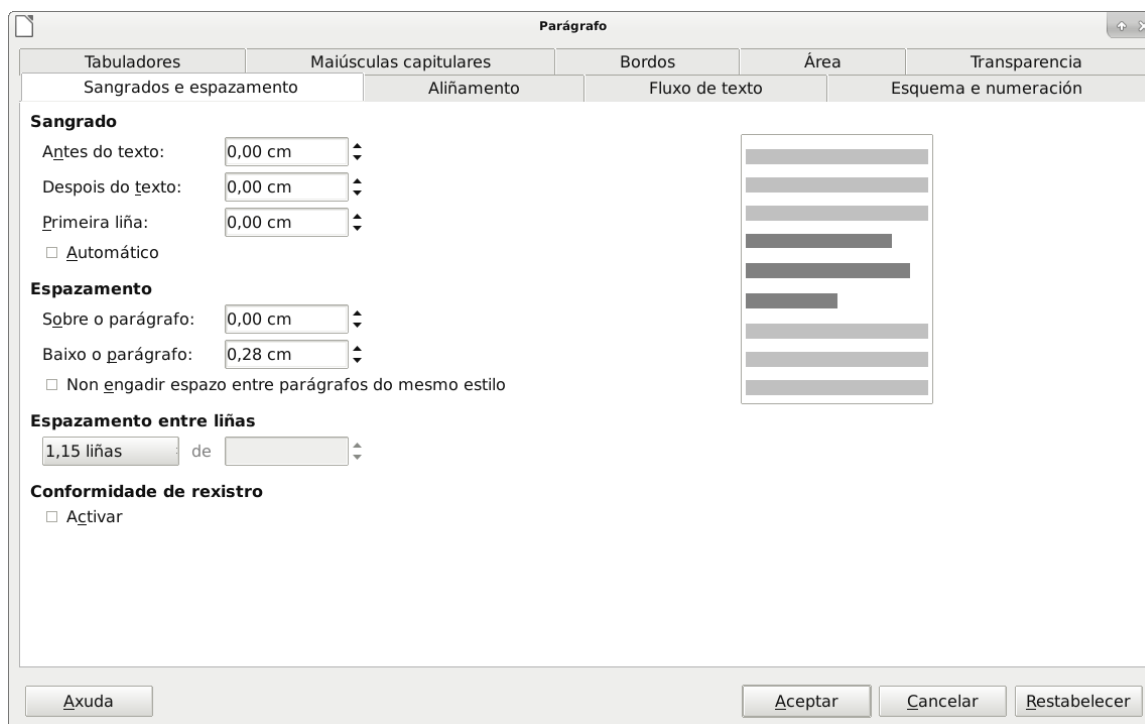 Parágrafo
Tabuladores Maiúsculas capitulares Bordos Área Transparencia
Sangrados e espazamento Aliñamento Fluxo de texto Esquema e numeración
Sangrado
Antes do texto: 0,00 cm
Despois do texto: 0,00 cm
Primeira liña: 0,00 cm
Automático
Espazamento
Sobre o parágrafo: 0,00 cm
Baixo o parágrafo: 0,28 cm
Non engadir espazo entre parágrafos do mesmo estilo
Espazamento entre liñas
1,15 liñas de
Conformidade de rexistro
Activar
Axuda Aceptar Cancelar Restabelecer